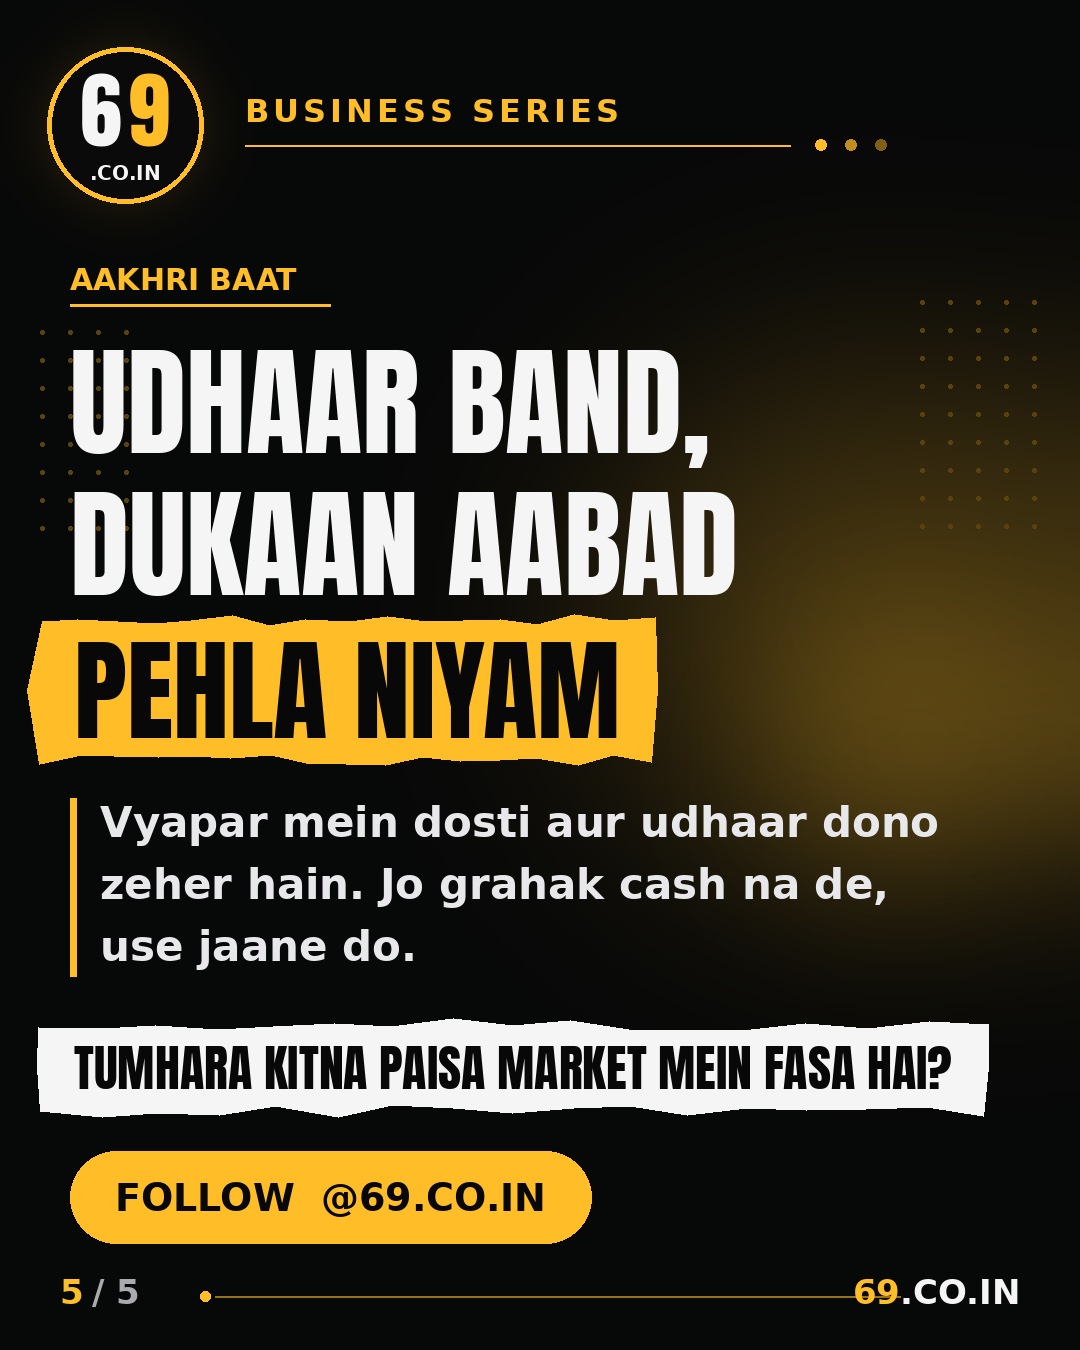 69
.CO.IN
BUSINESS SERIES
AAKHRI BAAT
UDHAAR BAND,
DUKAAN AABAD
PEHLA NIYAM
Vyapar mein dosti aur udhaar dono
zeher hain. Jo grahak cash na de,
use jaane do.
TUMHARA KITNA PAISA MARKET MEIN FASA HAI?
FOLLOW @69.CO.IN
5 / 5
69.CO.IN